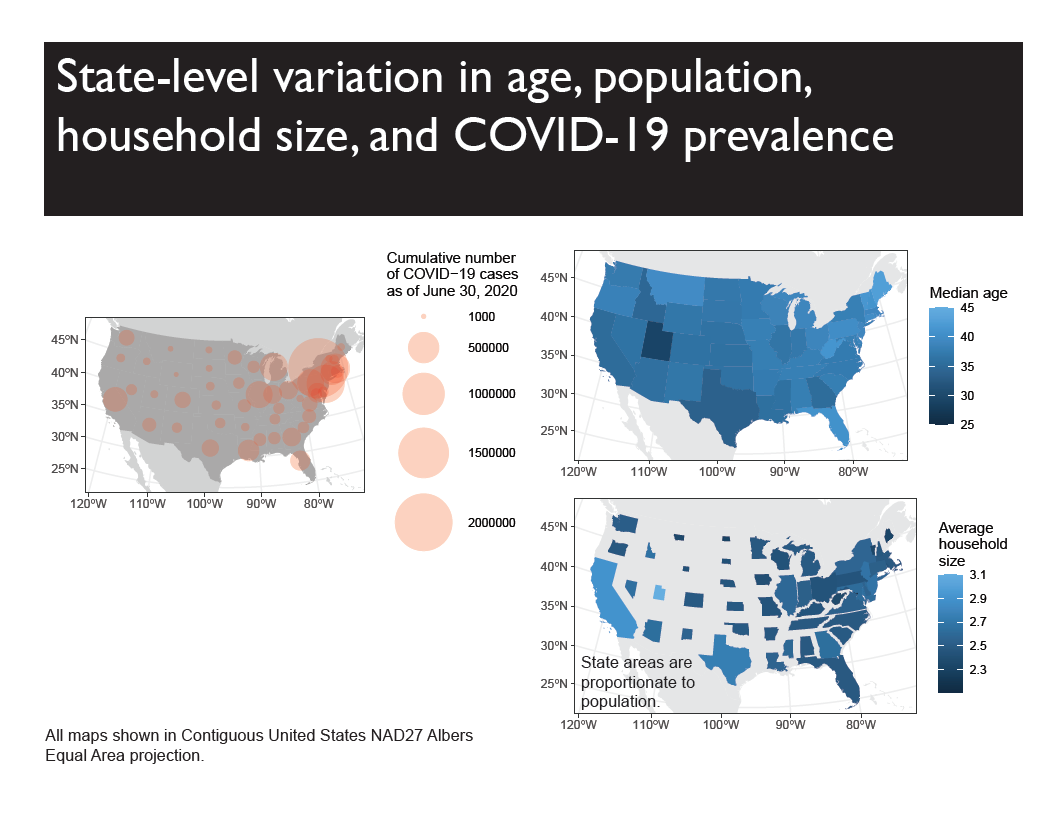 State-level variation in age, population,
household size, and COVID-19 prevalence
Cumulative number
of COVID−19 cases
as of June 30, 2020
1000
500000
1000000
1500000
2000000
45°N
40°N
35°N
30°N
25°N
120°W 110°W 100°W 90°W 80°W
45°N
40°N
35°N
30°N
25°N
120°W 110°W 100°W 90°W 80°W
Median age
45
40
35
30
25
45°N
40°N
35°N
30°N
25°N
State areas are
proportionate to
population.
120°W 110°W 100°W 90°W 80°W
Average
household
size
3.1
2.9
2.7
2.5
2.3
All maps shown in Contiguous United States NAD27 Albers
Equal Area projection.